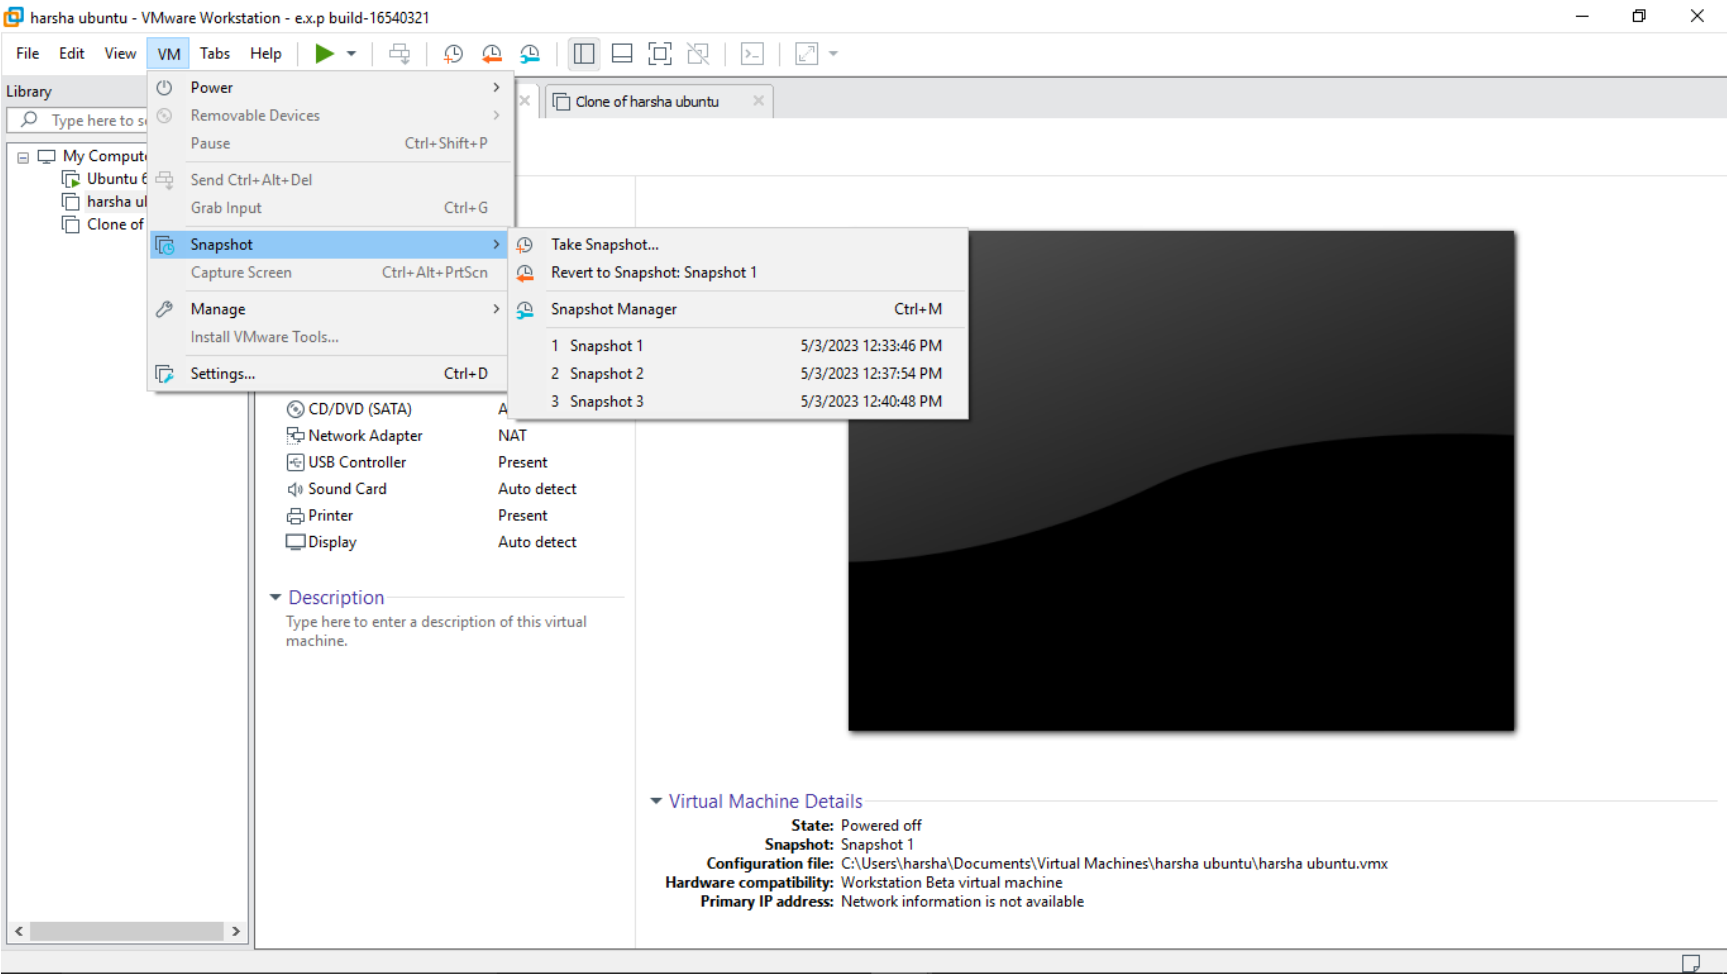 harsha ubuntu - VMware Workstation - e.x.p build-16540321
File Edit View VM Tabs Help
Library
Type here to
My Comput
Ubuntu
harsha
Clone of
Clone of harsha ubuntu
Power
Removable Devices
Pause Ctrl+Shift+P
Send Ctrl+Alt+Del
Grab Input Ctrl+G
Snapshot
Capture Screen Ctrl+Alt+PrtScn
Manage
Install VMware Tools...
Settings... Ctrl+D
Take Snapshot...
Revert to Snapshot: Snapshot 1
Snapshot Manager Ctrl+M
1 Snapshot 1 5/3/2023 12:33:46 PM
2 Snapshot 2 5/3/2023 12:37:54 PM
3 Snapshot 3 5/3/2023 12:40:48 PM
CD/DVD (SATA)
Network Adapter NAT
USB Controller Present
Sound Card Auto detect
Printer Present
Display Auto detect
Description
Type here to enter a description of this virtual
machine.
Virtual Machine Details
State: Powered off
Snapshot: Snapshot 1
Configuration file: C:\Users\harsha\Documents\Virtual Machines\harsha ubuntu\harsha ubuntu.vmx
Hardware compatibility: Workstation Beta virtual machine
Primary IP address: Network information is not available